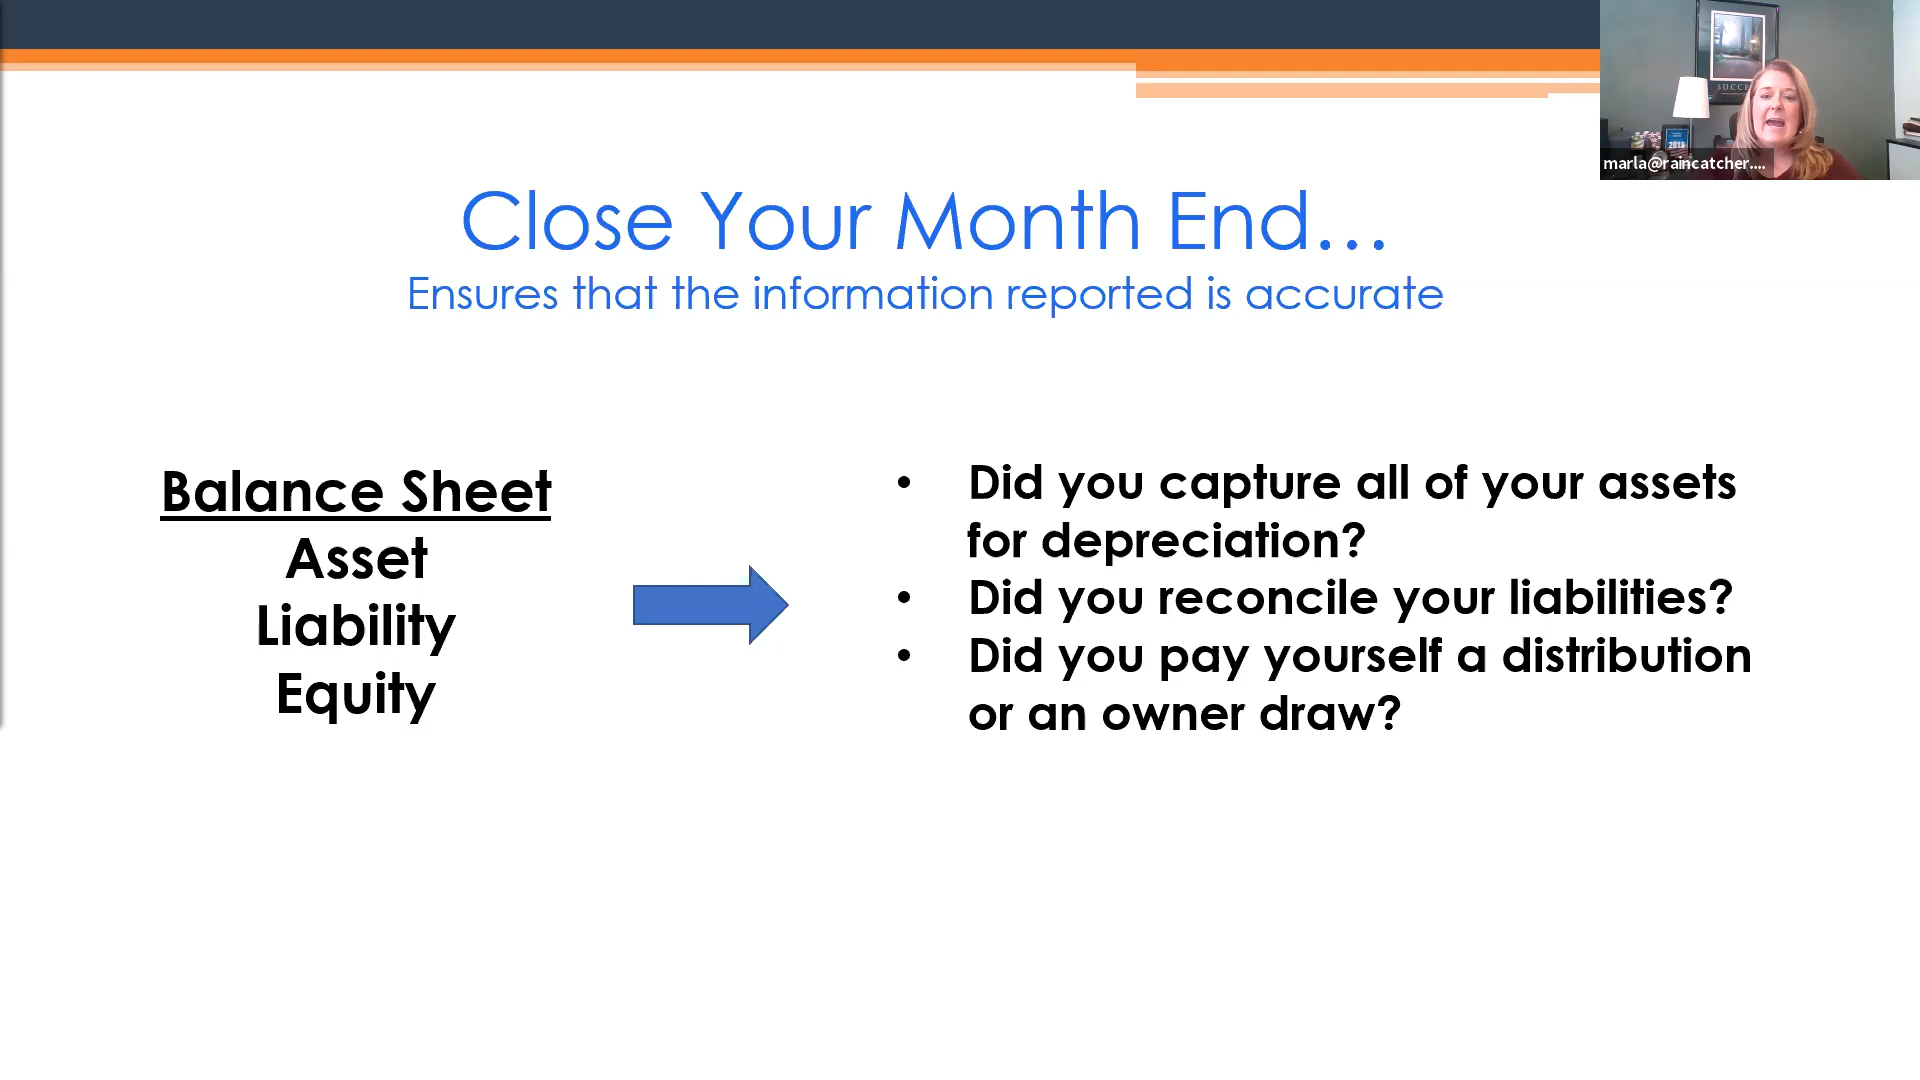 SUCCE
2019
marla@raincatcher....
Close Your Month End...
Ensures that the information reported is accurate
Balance Sheet
Asset
Liability
Equity
• Did you capture all of your assets
for depreciation?
• Did you reconcile your liabilities?
• Did you pay yourself a distribution
or an owner draw?